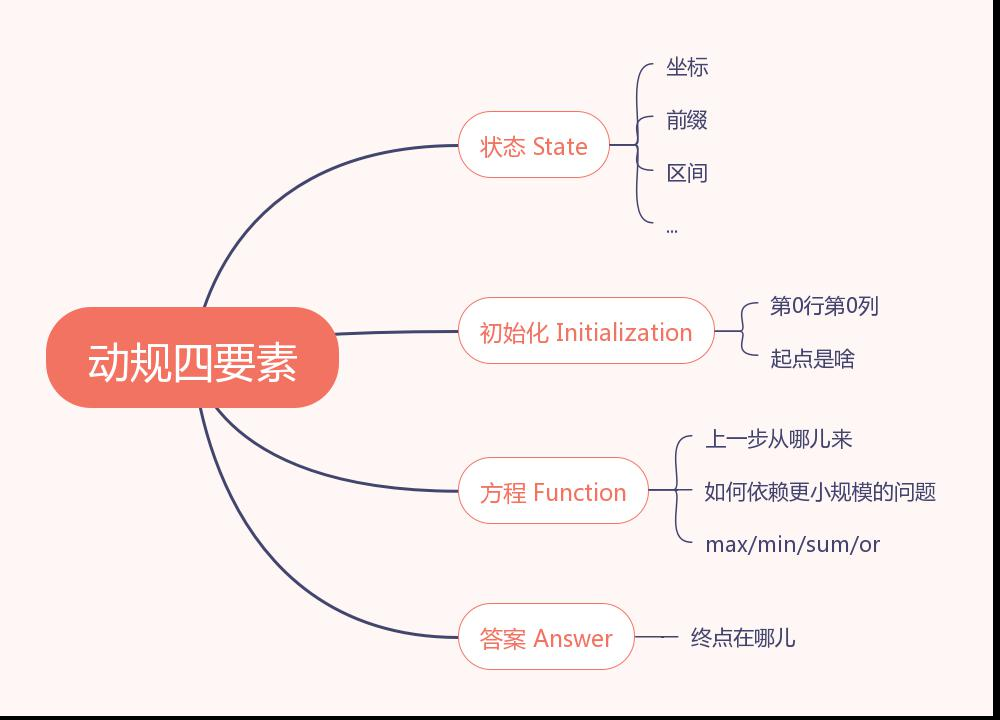 动规四要素
状态 State
坐标
前缀
区间
...
初始化 Initialization
第0行第0列
起点是啥
方程 Function
上一步从哪儿来
如何依赖更小规模的问题
max/min/sum/or
答案 Answer
终点在哪儿